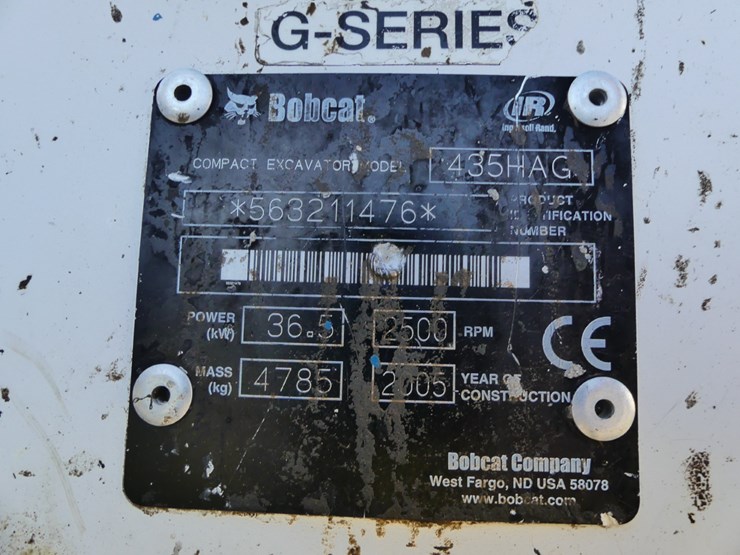 G-SERIES
Bobcat. IR
Ingersoll Rand.
COMPACT EXCAVATOR MODEL 435HAG
*563211476* PRODUCT IDENTIFICATION NUMBER
POWER (kW) 36.5 2500 RPM
CE
MASS (kg) 4785 2005 YEAR OF CONSTRUCTION
Bobcat Company
West Fargo, ND USA 58078
www.bobcat.com